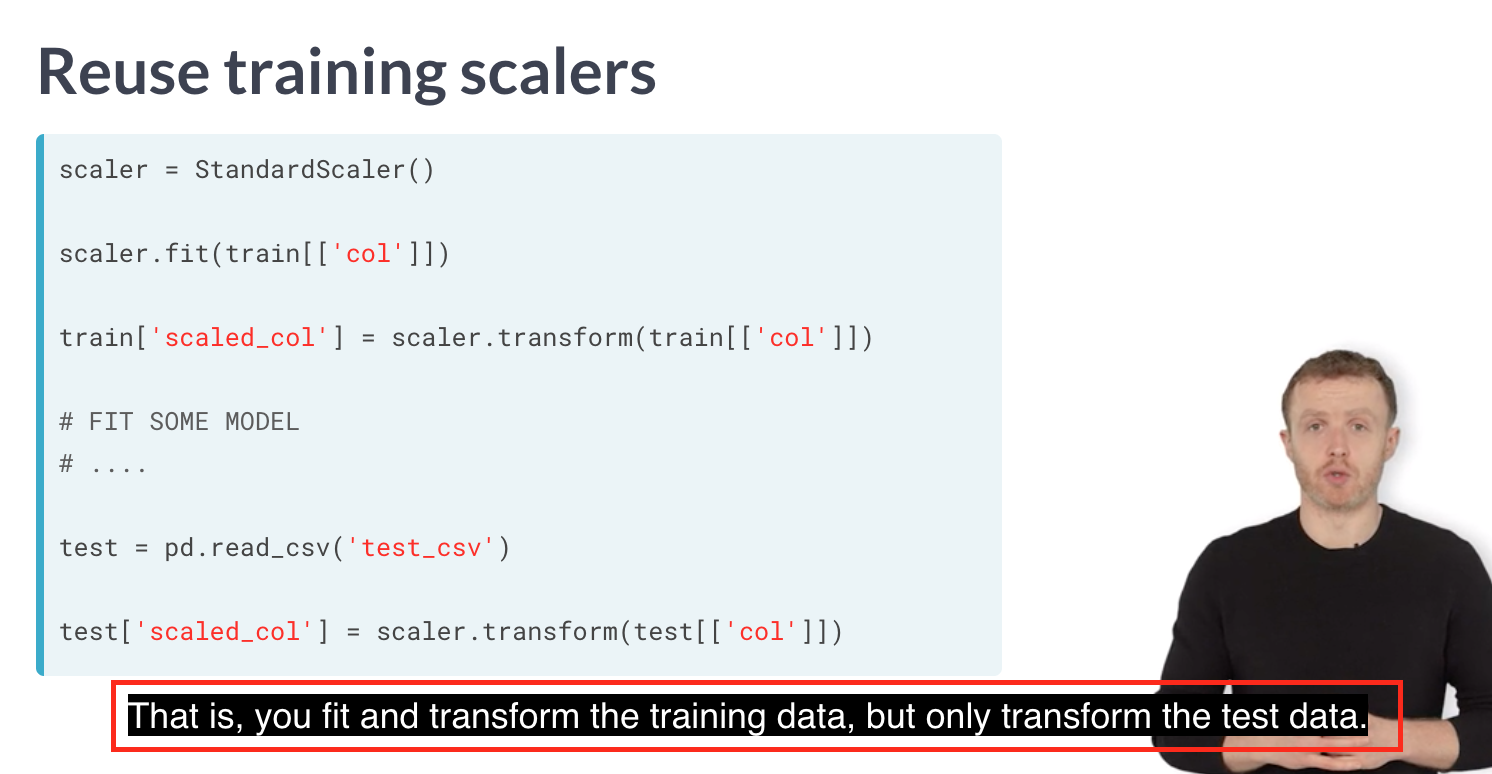 Reuse training scalers
scaler = StandardScaler()
scaler.fit(train[['col']])
train['scaled_col'] = scaler.transform(train[['col']])
# FIT SOME MODEL
# ....
test = pd.read_csv('test_csv')
test['scaled_col'] = scaler.transform(test[['col']])
That is, you fit and transform the training data, but only transform the test data.